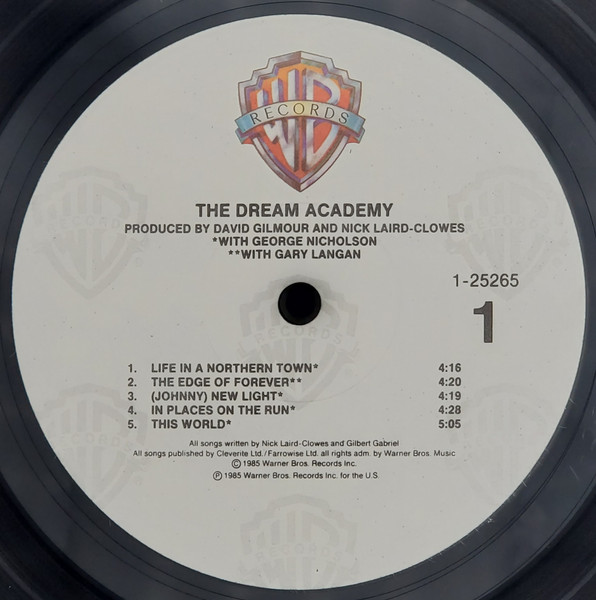 WB
RECORDS
THE DREAM ACADEMY
PRODUCED BY DAVID GILMOUR AND NICK LAIRD-CLOWES
*WITH GEORGE NICHOLSON
**WITH GARY LANGAN
1-25265
1
1. LIFE IN A NORTHERN TOWN* 4:16
2. THE EDGE OF FOREVER** 4:20
3. (JOHNNY) NEW LIGHT* 4:19
4. IN PLACES ON THE RUN* 4:28
5. THIS WORLD* 5:05
All songs written by Nick Laird-Clowes and Gilbert Gabriel
All songs published by Cleverite Ltd./Farrowise Ltd. all rights adm. by Warner Bros. Music
©1985 Warner Bros. Records Inc.
℗1985 Warner Bros. Records Inc. for the U.S.